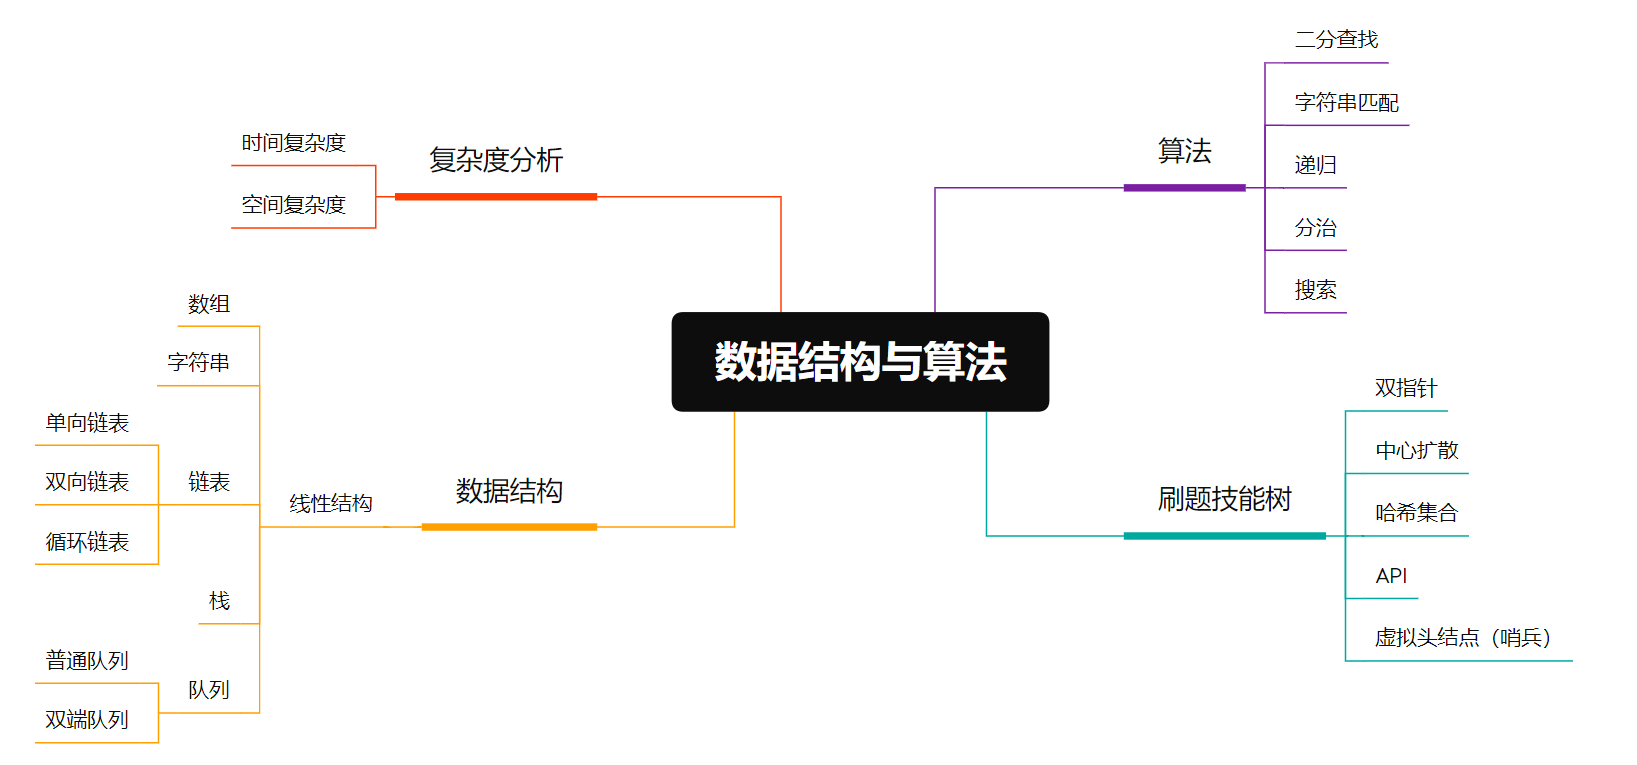 数据结构与算法
复杂度分析
时间复杂度
空间复杂度
数据结构
线性结构
数组
字符串
链表
单向链表
双向链表
循环链表
栈
队列
普通队列
双端队列
算法
二分查找
字符串匹配
递归
分治
搜索
刷题技能树
双指针
中心扩散
哈希集合
API
虚拟头结点（哨兵）